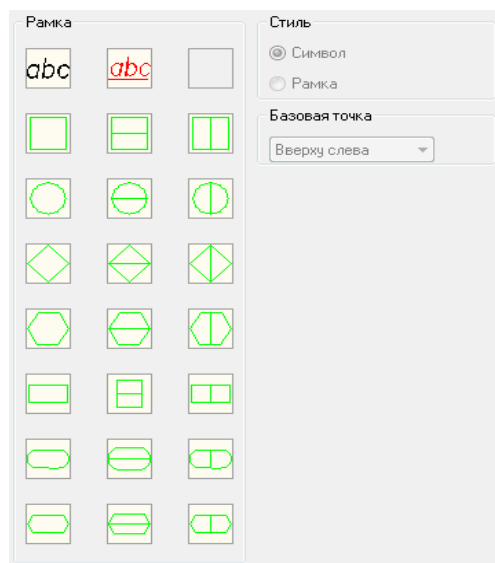 Рамка
abc abc
Стиль
Символ
Рамка
Базовая точка
Вверху слева